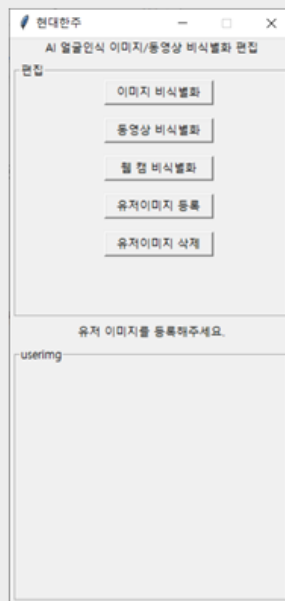 현대한주
AI 얼굴인식 이미지/동영상 비식별화 편집
편집
이미지 비식별화
동영상 비식별화
웹 캠 비식별화
유저이미지 등록
유저이미지 삭제
유저 이미지를 등록해주세요.
userimg